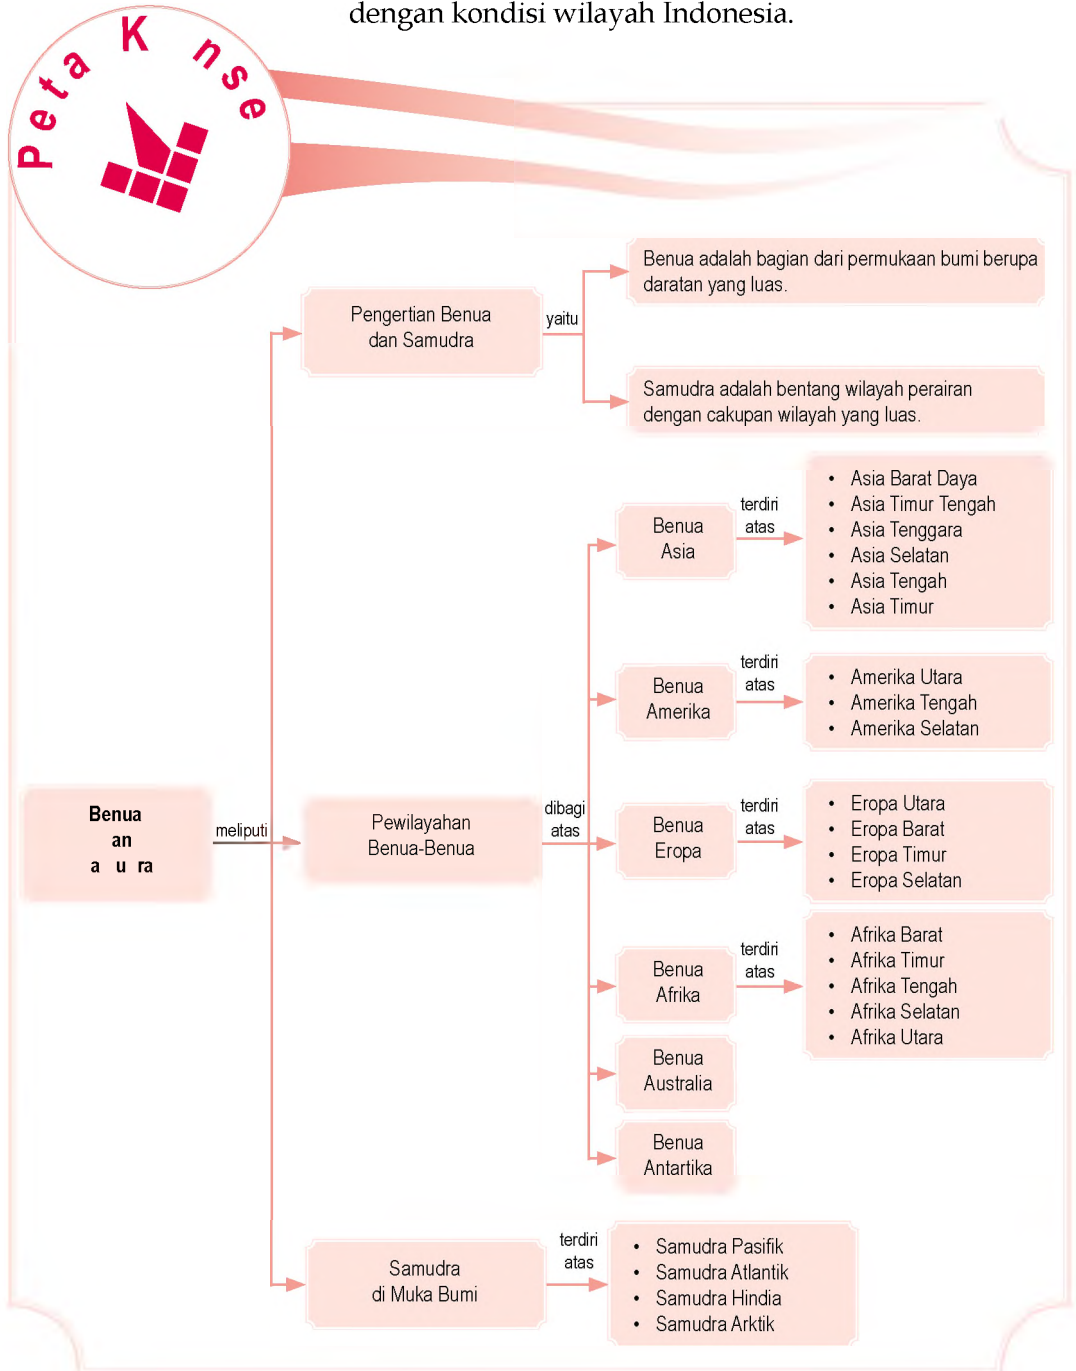 dengan kondisi wilayah Indonesia.
Peta K nse
Benua adalah bagian dari permukaan bumi berupa
daratan yang luas.
Pengertian Benua
dan Samudra
yaitu
Samudra adalah bentang wilayah perairan
dengan cakupan wilayah yang luas.
Benua
Asia
terdiri
atas
• Asia Barat Daya
• Asia Timur Tengah
• Asia Tenggara
• Asia Selatan
• Asia Tengah
• Asia Timur
Benua
Amerika
terdiri
atas
• Amerika Utara
• Amerika Tengah
• Amerika Selatan
Benua
an
a u ra
meliputi
Pewilayahan
Benua-Benua
dibagi
atas
Benua
Eropa
terdiri
atas
• Eropa Utara
• Eropa Barat
• Eropa Timur
• Eropa Selatan
Benua
Afrika
terdiri
atas
• Afrika Barat
• Afrika Timur
• Afrika Tengah
• Afrika Selatan
• Afrika Utara
Benua
Australia
Benua
Antartika
Samudra
di Muka Bumi
terdiri
atas
• Samudra Pasifik
• Samudra Atlantik
• Samudra Hindia
• Samudra Arktik